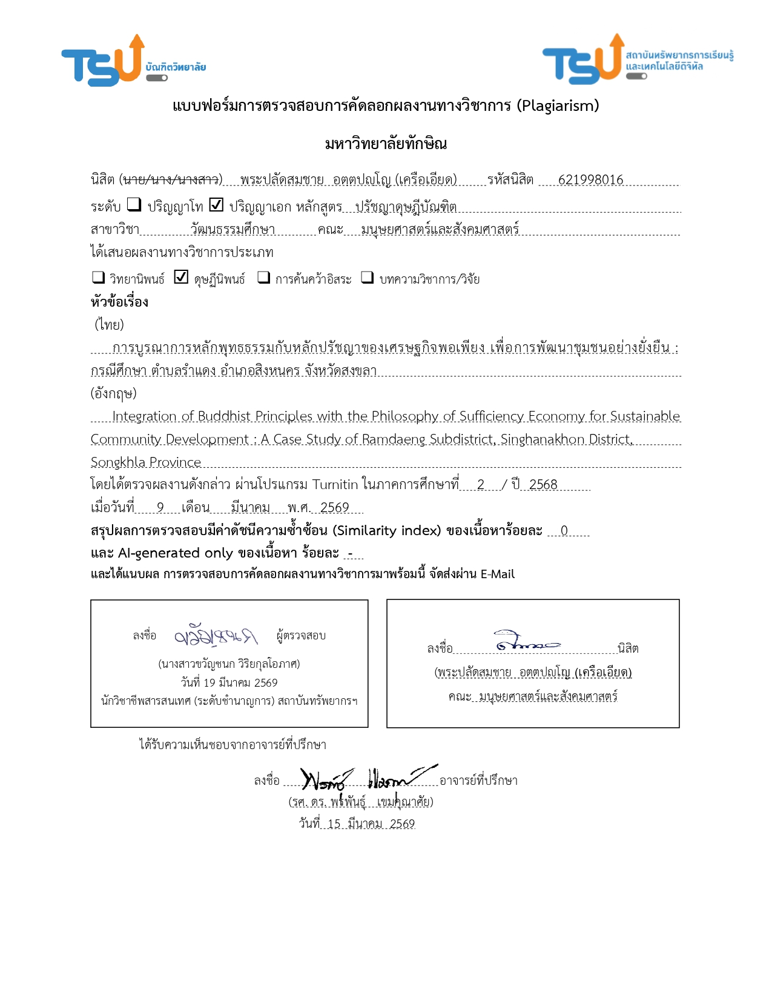 TSU บัณฑิตวิทยาลัย
TSU สถาบันทรัพยากรการเรียนรู้
และเทคโนโลยีดิจิทัล
แบบฟอร์มการตรวจสอบการคัดลอกผลงานทางวิชาการ (Plagiarism)
มหาวิทยาลัยทักษิณ
นิสิต (นาย/นาง/นางสาว) พระปลัดสมชาย อตตปญโญ (เครือเอียด) รหัสนิสิต 621998016
ระดับ ❑ ปริญญาโท ☑ ปริญญาเอก หลักสูตร ปรัชญาดุษฎีบัณฑิต
สาขาวิชา วัฒนธรรมศึกษา คณะ มนุษยศาสตร์และสังคมศาสตร์
ได้เสนอผลงานทางวิชาการประเภท
❑ วิทยานิพนธ์ ☑ ดุษฎีนิพนธ์ ❑ การค้นคว้าอิสระ ❑ บทความวิชาการ/วิจัย
หัวข้อเรื่อง
(ไทย)
การบูรณาการหลักพุทธธรรมกับหลักปรัชญาของเศรษฐกิจพอเพียง เพื่อการพัฒนาชุมชนอย่างยั่งยืน :
กรณีศึกษา ตำบลรำแดง อำเภอสิงหนคร จังหวัดสงขลา
(อังกฤษ)
Integration of Buddhist Principles with the Philosophy of Sufficiency Economy for Sustainable
Community Development : A Case Study of Ramdaeng Subdistrict, Singhanakhon District,
Songkhla Province
โดยได้ตรวจผลงานดังกล่าว ผ่านโปรแกรม Turnitin ในภาคการศึกษาที่ 2 / ปี 2568
เมื่อวันที่ 9 เดือน มีนาคม พ.ศ. 2569
สรุปผลการตรวจสอบมีค่าดัชนีความซ้ำซ้อน (Similarity index) ของเนื้อหาร้อยละ 0
และ AI-generated only ของเนื้อหา ร้อยละ -
และได้แนบผล การตรวจสอบการคัดลอกผลงานทางวิชาการมาพร้อมนี้ จัดส่งผ่าน E-Mail
ลงชื่อ ขวัญชนก ผู้ตรวจสอบ
(นางสาวขวัญชนก วิริยกุลโอภาศ)
วันที่ 19 มีนาคม 2569
นักวิชาชีพสารสนเทศ (ระดับชำนาญการ) สถาบันทรัพยากรฯ
ลงชื่อ นิสิต
(พระปลัดสมชาย อตตปญโญ (เครือเอียด)
คณะ มนุษยศาสตร์และสังคมศาสตร์
ได้รับความเห็นชอบจากอาจารย์ที่ปรึกษา
ลงชื่อ พรพันธุ์ เขมคุณาศัย อาจารย์ที่ปรึกษา
(รศ. ดร. พรพันธุ์ เขมคุณาศัย)
วันที่ 15 มีนาคม 2569